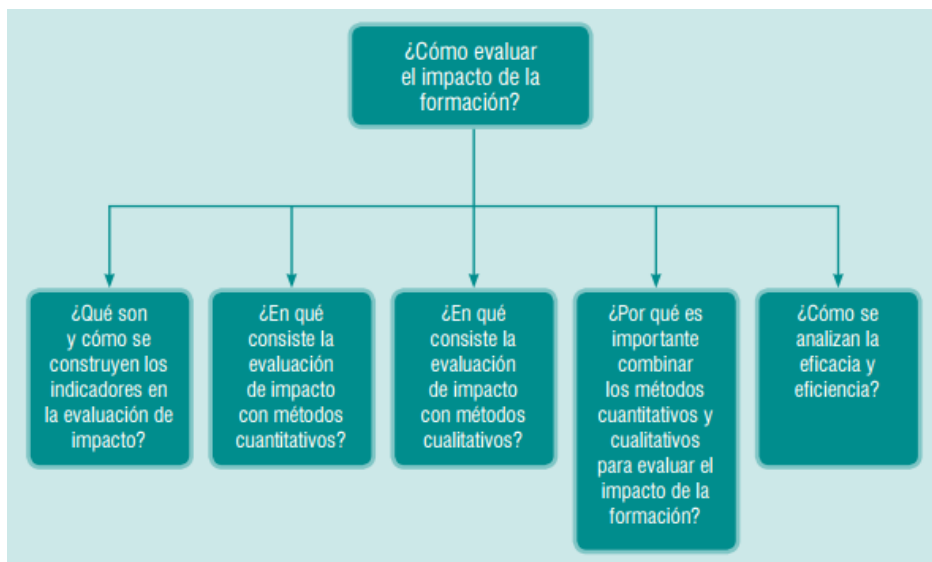 ¿Cómo evaluar
el impacto de la
formación?
¿Qué son
y cómo se
construyen los
indicadores en
la evaluación de
impacto?
¿En qué
consiste la
evaluación
de impacto
con métodos
cuantitativos?
¿En qué
consiste la
evaluación
de impacto
con métodos
cualitativos?
¿Por qué es
importante
combinar
los métodos
cuantitativos y
cualitativos
para evaluar el
impacto de la
formación?
¿Cómo se
analizan la
eficacia y
eficiencia?